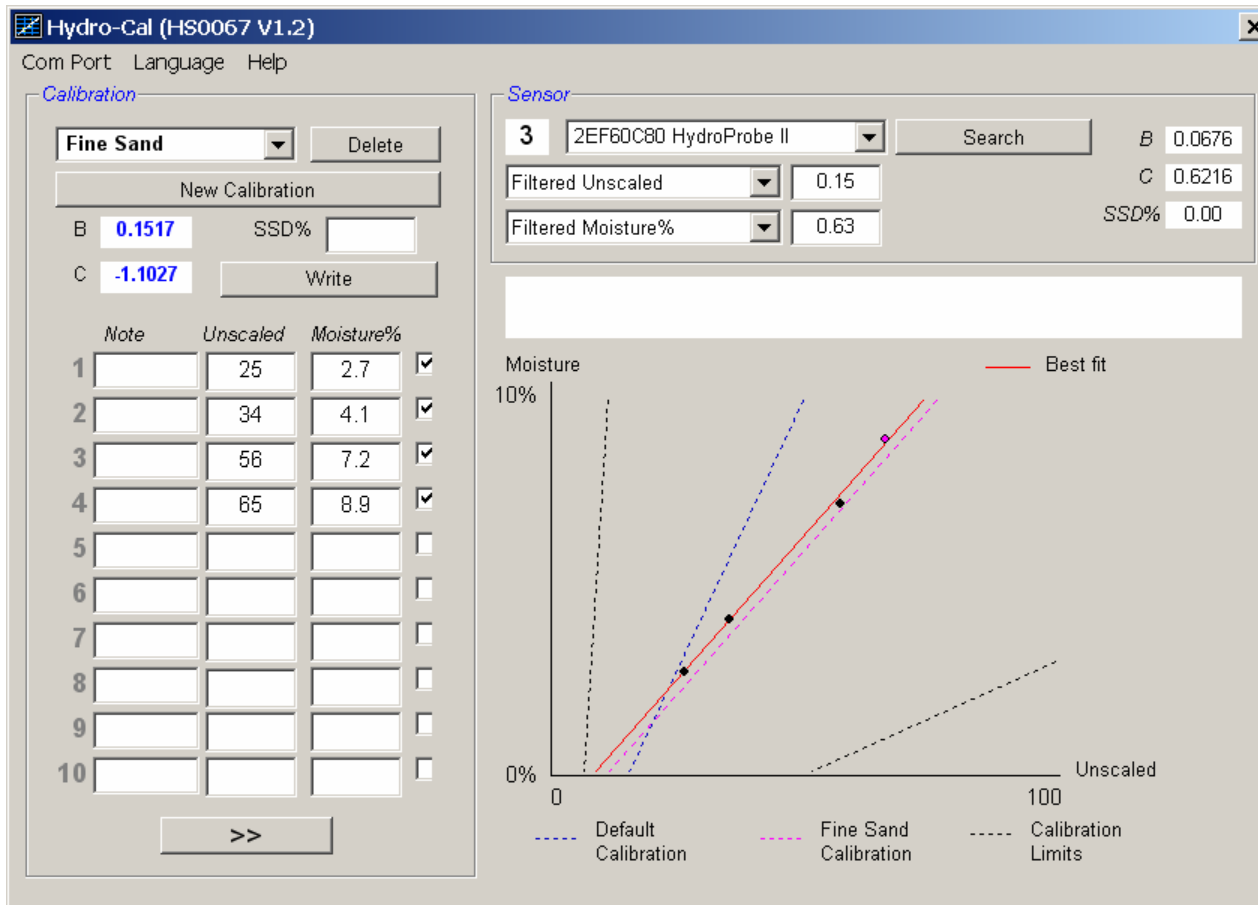 Hydro-Cal (HS0067 V1.2)
Com Port Language Help
Calibration
Fine Sand Delete
New Calibration
B 0.1517 SSD%
C -1.1027 Write
Note Unscaled Moisture%
1 25 2.7
2 34 4.1
3 56 7.2
4 65 8.9
5
6
7
8
9
10
>>
Sensor
3 2EF60C80 HydroProbe II Search B 0.0676
Filtered Unscaled 0.15 C 0.6216
Filtered Moisture% 0.63 SSD% 0.00
Moisture Best fit
10%
0% Unscaled
0 100
Default Calibration
Fine Sand Calibration
Calibration Limits